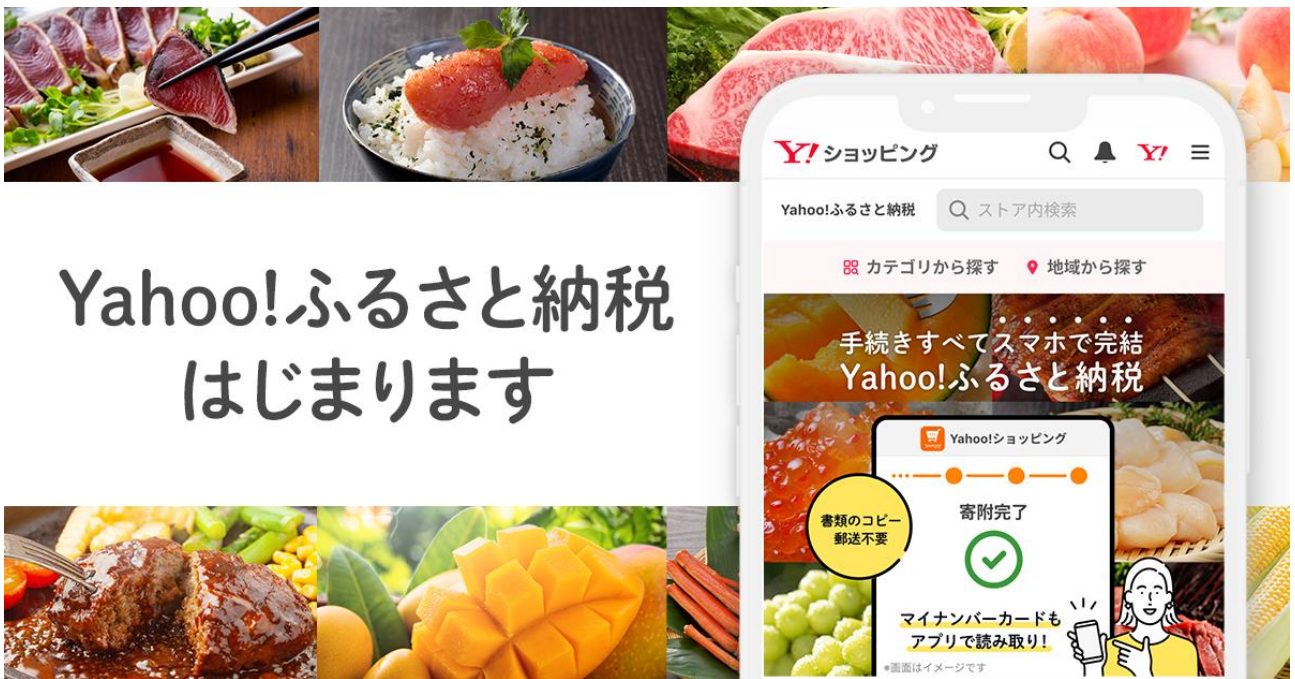 Yahoo!ふるさと納税
はじまります
Y! ショッピング
Y!
Yahoo!ふるさと納税
ストア内検索
カテゴリから探す
地域から探す
手続きすべてスマホで完結
Yahoo!ふるさと納税
Yahoo!ショッピング
寄附完了
書類のコピー
郵送不要
マイナンバーカードも
アプリで読み取り!
*画面はイメージです